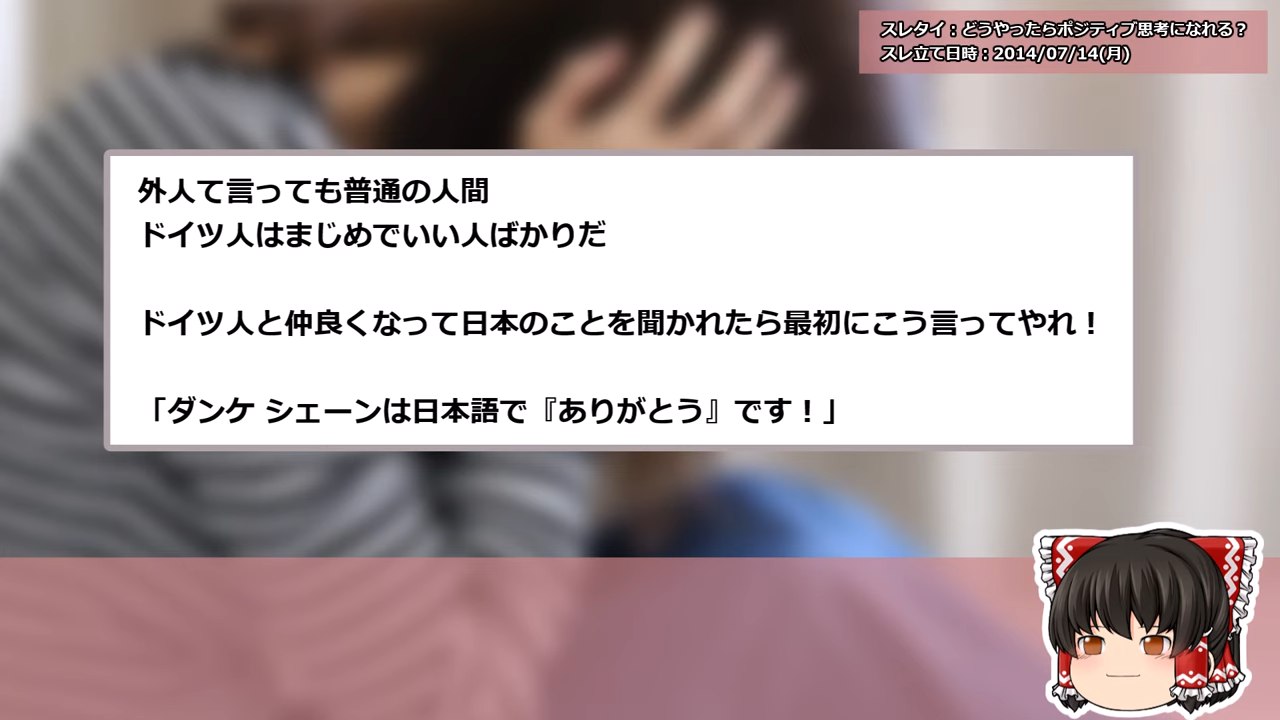 スレタイ：どうやったらポジティブ思考になれる？
スレ立て日時：2014/07/14(月)
外人て言っても普通の人間
ドイツ人はまじめでいい人ばかりだ
ドイツ人と仲良くなって日本のことを聞かれたら最初にこう言ってやれ！
「ダンケ シェーンは日本語で『ありがとう』です！」